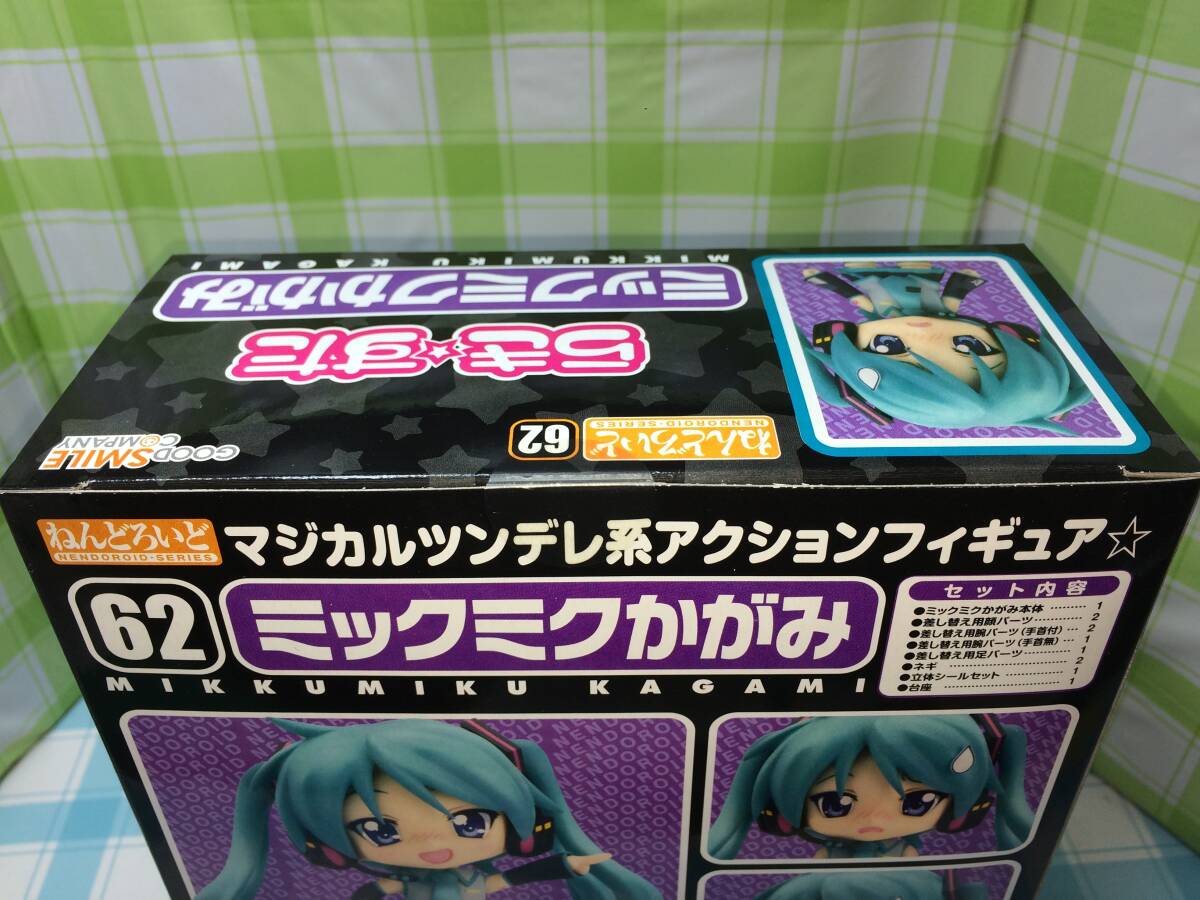 MIKKUMIKU KAGAMI
ミックミクかがみ
らき☆すた
GOOD SMILE COMPANY
62
ねんどろいど
NENDOROID-SERIES
ねんどろいど
NENDOROID-SERIES
マジカルツンデレ系アクションフィギュア☆
62
ミックミクかがみ
MIKKUMIKU KAGAMI
セット内容
●ミックミクかがみ本体 ………… 1
●差し替え用顔パーツ ………… 2
●差し替え用腕パーツ(手首付) … 2
●差し替え用腕パーツ(手首無) … 1
●差し替え用足パーツ ………… 1
●ネギ ………… 2
●立体シールセット ………… 1
●台座 ………… 1